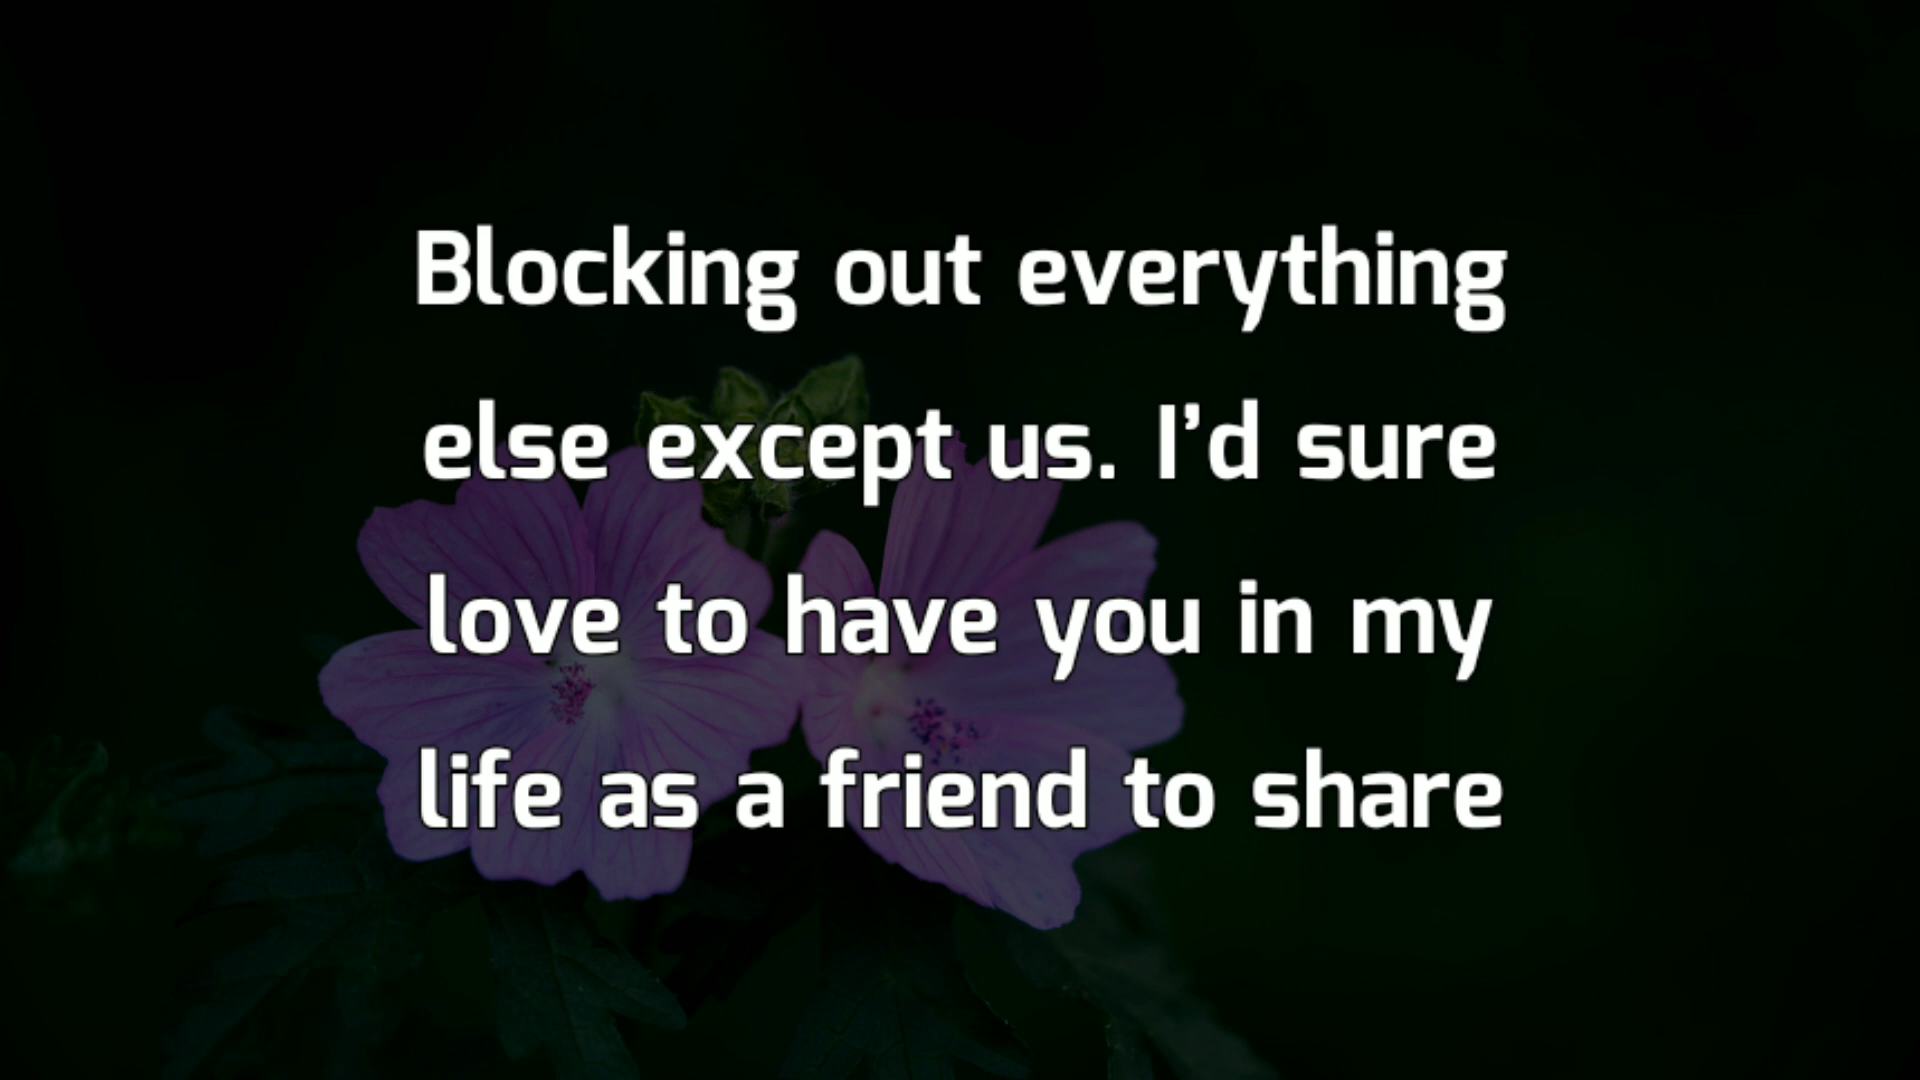 Blocking out everything
else except us. I’d sure
love to have you in my
life as a friend to share